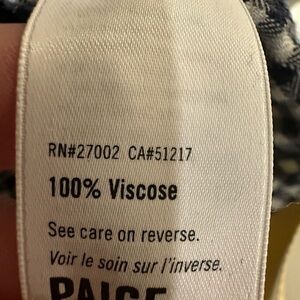 RN#27002 CA#51217
100% Viscose
See care on reverse.
Voir le soin sur l'inverse.
PAIGE